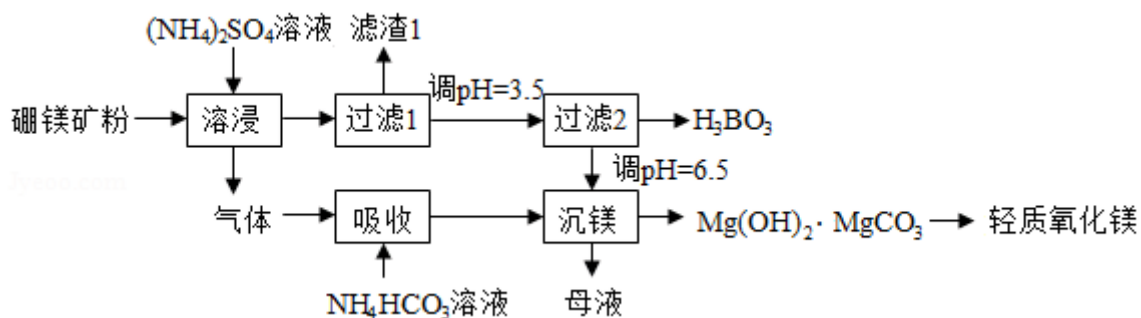 (NH₄)₂SO₄溶液 滤渣1
调pH=3.5
硼镁矿粉 溶浸 过滤1 过滤2 H₃BO₃
调pH=6.5
气体 吸收 沉镁 Mg(OH)₂· MgCO₃ 轻质氧化镁
NH₄HCO₃溶液 母液